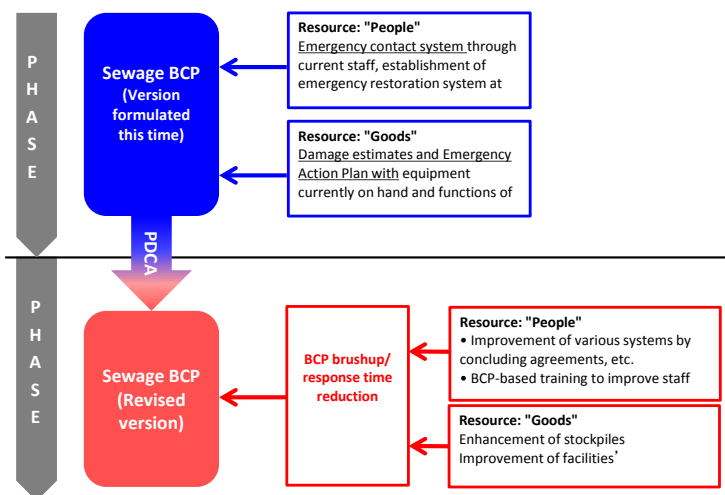 PHASE
Sewage BCP
(Version
formulated
this time)
Resource: "People"
Emergency contact system through
current staff, establishment of
emergency restoration system at
Resource: "Goods"
Damage estimates and Emergency
Action Plan with equipment
currently on hand and functions of
PDCA
PHASE
Sewage BCP
(Revised
version)
BCP brushup/
response time
reduction
Resource: "People"
• Improvement of various systems by
concluding agreements, etc.
• BCP-based training to improve staff
Resource: "Goods"
Enhancement of stockpiles
Improvement of facilities’